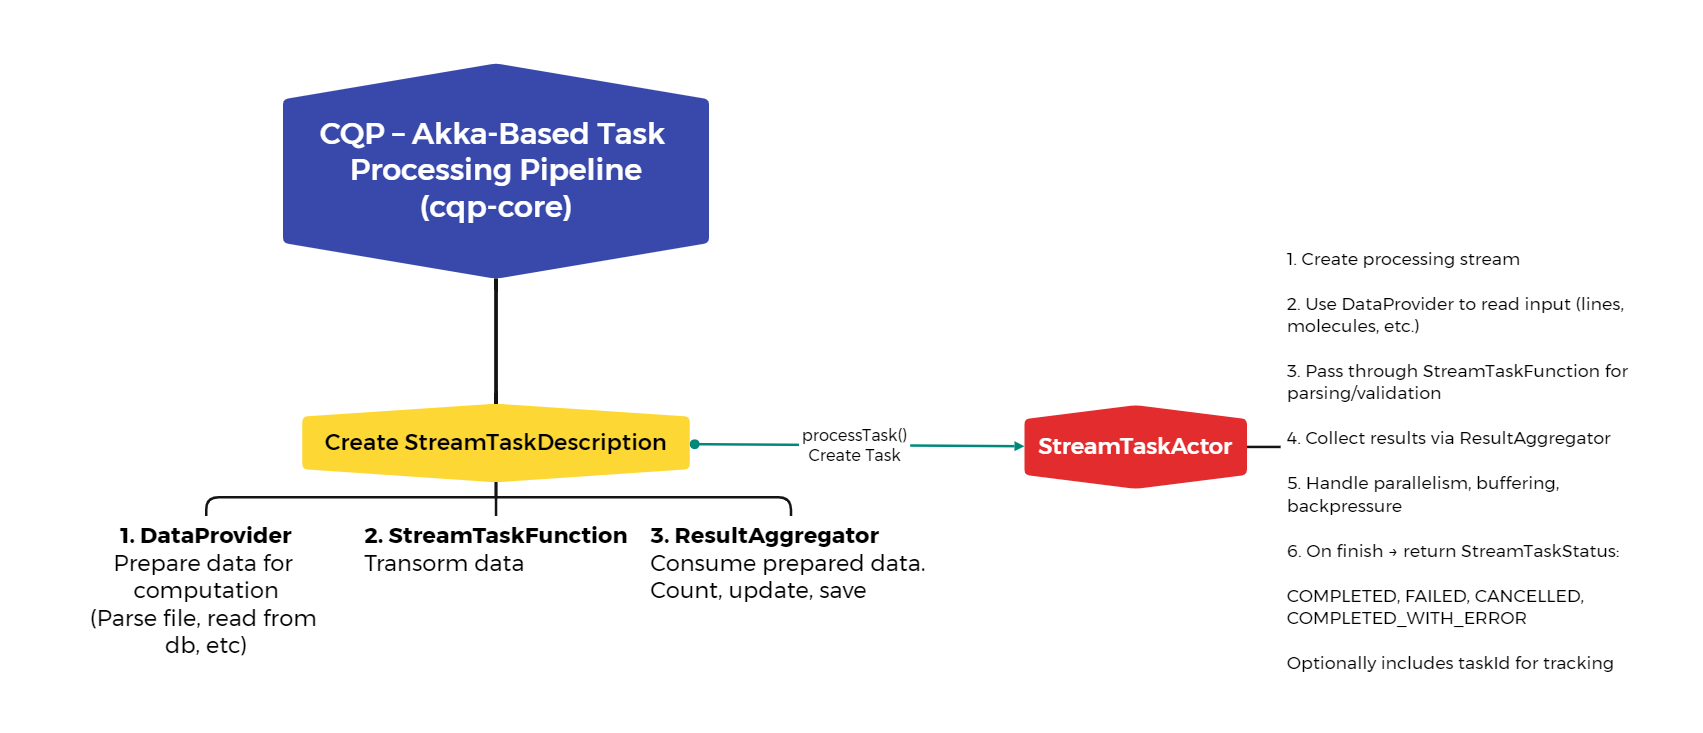 CQP – Akka-Based Task
Processing Pipeline
(cqp-core)
Create StreamTaskDescription
processTask()
Create Task
StreamTaskActor
1. DataProvider
Prepare data for
computation
(Parse file, read from
db, etc)
2. StreamTaskFunction
Transorm data
3. ResultAggregator
Consume prepared data.
Count, update, save
1. Create processing stream
2. Use DataProvider to read input (lines,
molecules, etc.)
3. Pass through StreamTaskFunction for
parsing/validation
4. Collect results via ResultAggregator
5. Handle parallelism, buffering,
backpressure
6. On finish → return StreamTaskStatus:
COMPLETED, FAILED, CANCELLED,
COMPLETED_WITH_ERROR
Optionally includes taskId for tracking